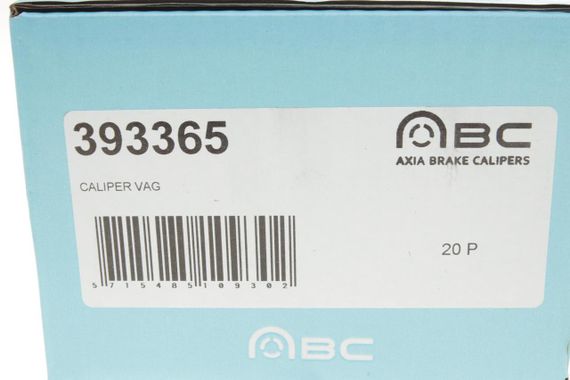 393365
ABC
AXIA BRAKE CALIPERS
CALIPER VAG
5715485109302
20 P
ABC